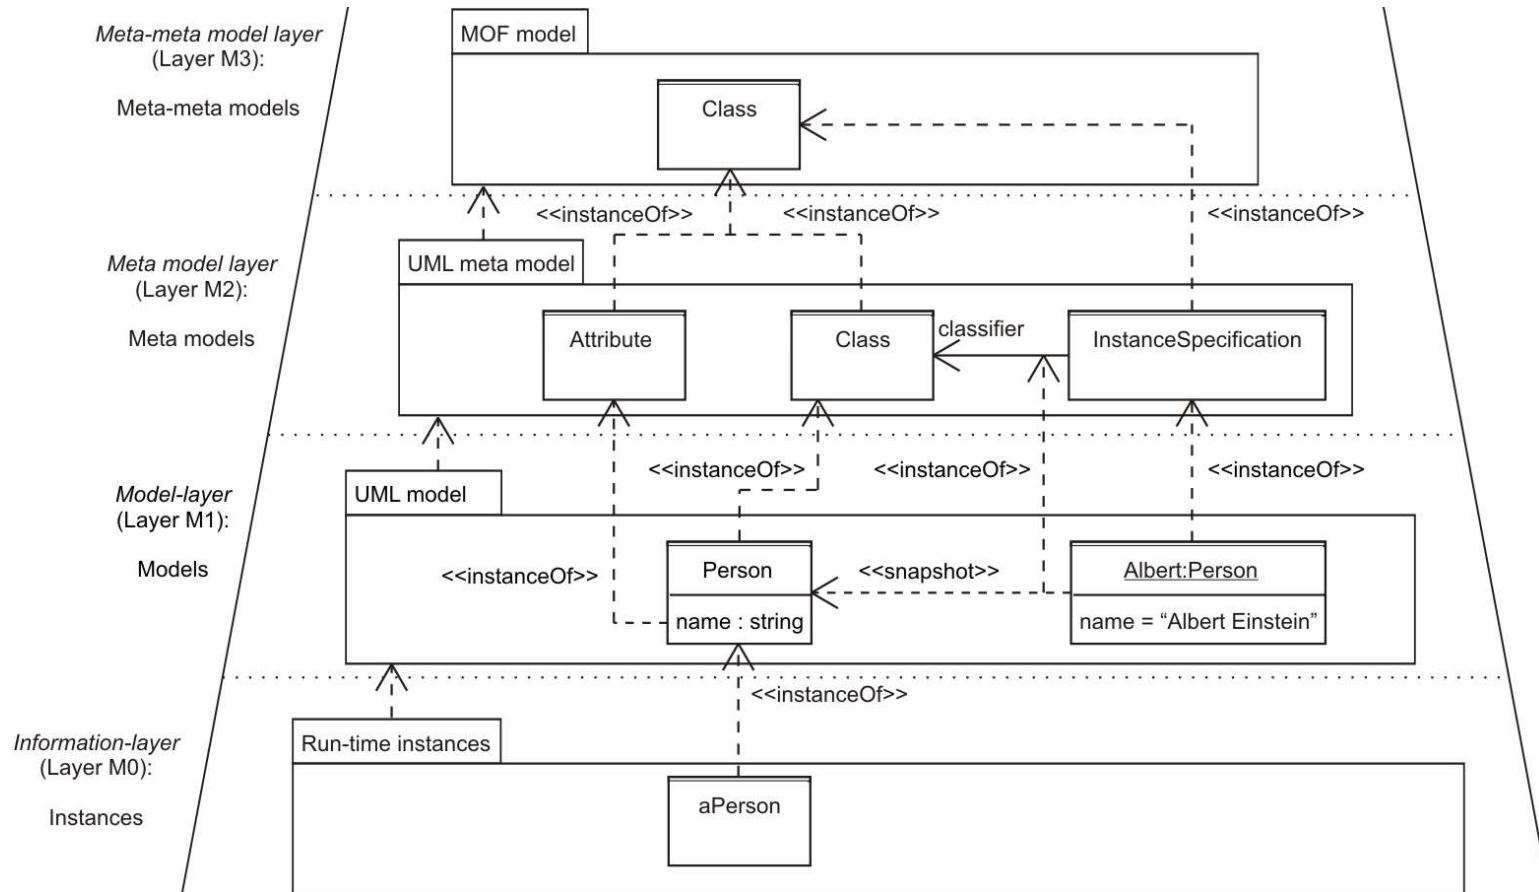 Meta-meta model layer
(Layer M3):
Meta-meta models
MOF model
Class
<<instanceOf>>
<<instanceOf>>
<<instanceOf>>
Meta model layer
(Layer M2):
Meta models
UML meta model
Attribute
Class
classifier
InstanceSpecification
<<instanceOf>>
<<instanceOf>>
<<instanceOf>>
Model-layer
(Layer M1):
Models
UML model
<<instanceOf>>
Person
name : string
<<snapshot>>
Albert:Person
name = “Albert Einstein”
<<instanceOf>>
Information-layer
(Layer M0):
Instances
Run-time instances
aPerson